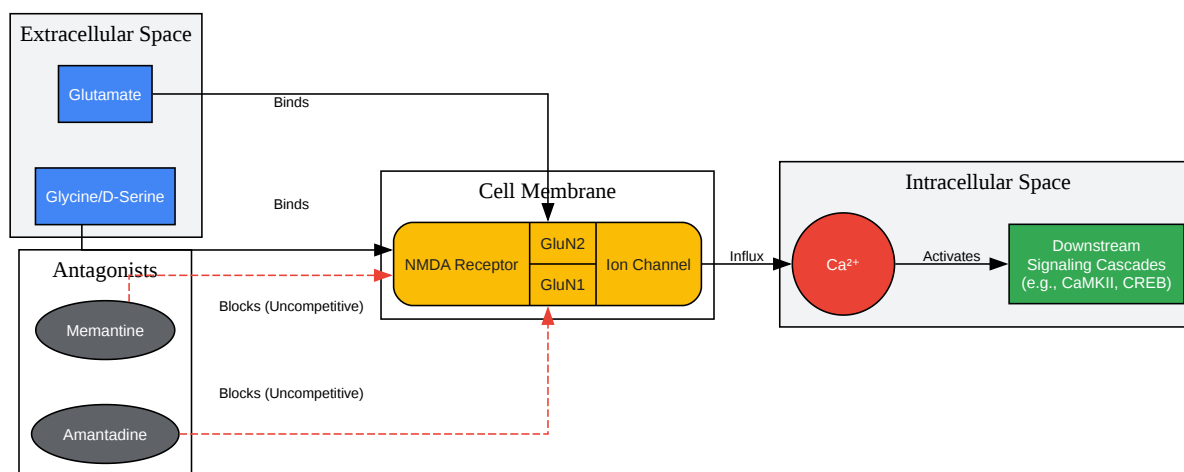 Extracellular Space
Glutamate
Binds
Glycine/D-Serine
Binds
Cell Membrane
NMDA Receptor
GluN2
GluN1
Ion Channel
Influx
Intracellular Space
Ca²⁺
Activates
Downstream
Signaling Cascades
(e.g., CaMKII, CREB)
Antagonists
Memantine
Blocks (Uncompetitive)
Amantadine
Blocks (Uncompetitive)